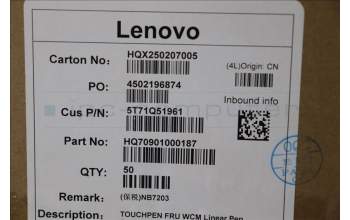 Lenovo
Carton No: HQX250207005
(4L)Origin: CN
PO: 4502196874
Inbound info
Cus P/N: 5T71Q51961
Part No: HQ70901000187
QTY: 50
Remark: (保税)NB7203
Description: TOUCHPEN FRU WCM Linear Pen